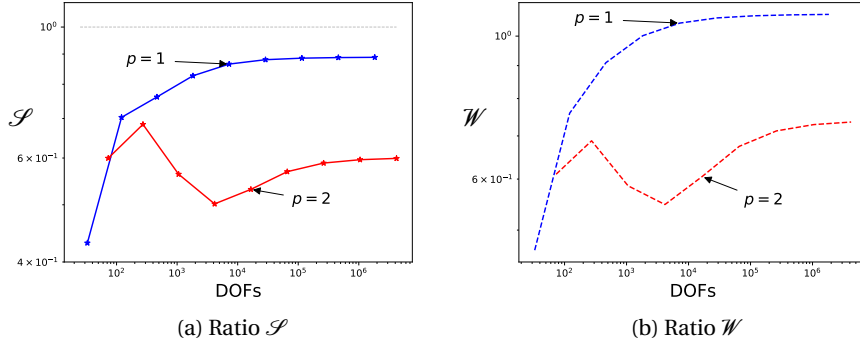 10⁰
p = 1
𝒮
6 × 10⁻¹
p = 2
4 × 10⁻¹
10² 10³ 10⁴ 10⁵ 10⁶
DOFs
(a) Ratio 𝒮
10⁰
p = 1
𝒲
6 × 10⁻¹
p = 2
10² 10³ 10⁴ 10⁵ 10⁶
DOFs
(b) Ratio 𝒲